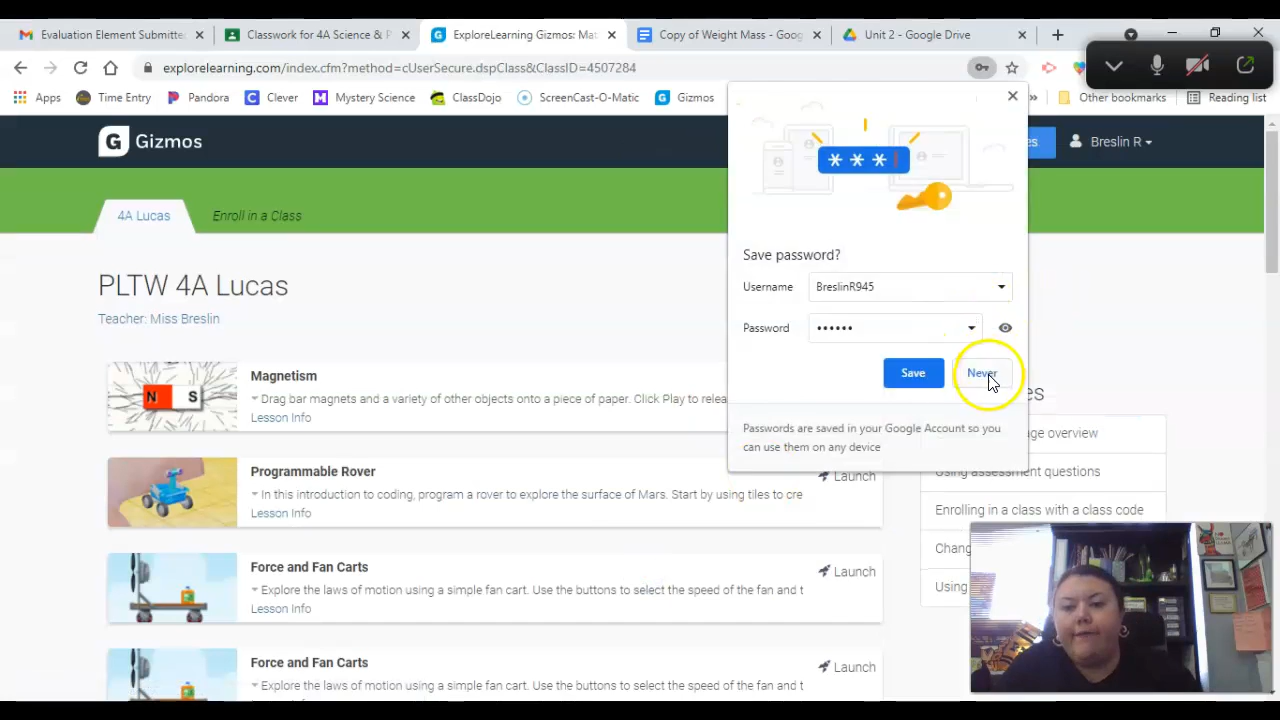 Evaluation Element Submitte
Classwork for 4A Science & P
ExploreLearning Gizmos: Mat
Copy of Weight Mass - Goog
Unit 2 - Google Drive
explorelearning.com/index.cfm?method=cUserSecure.dspClass&ClassID=4507284
Apps
Time Entry
Pandora
Clever
Mystery Science
ClassDojo
ScreenCast-O-Matic
Gizmos
Other bookmarks
Reading list
G Gizmos
es
Breslin R
4A Lucas
Enroll in a Class
PLTW 4A Lucas
Teacher: Miss Breslin
N S
Magnetism
Drag bar magnets and a variety of other objects onto a piece of paper. Click Play to relea
Lesson Info
Programmable Rover
Launch
In this introduction to coding, program a rover to explore the surface of Mars. Start by using tiles to cre
Lesson Info
Force and Fan Carts
Launch
Explore the laws of motion using a simple fan cart. Use the buttons to select the speed of the fan and t
Lesson Info
Force and Fan Carts
Launch
Explore the laws of motion using a simple fan cart. Use the buttons to select the speed of the fan and t
* * *
Save password?
Username
BreslinR945
Password
••••••
Save
Never
Passwords are saved in your Google Account so you
can use them on any device
es
ge overview
Using assessment questions
Enrolling in a class with a class code
Chang
Using